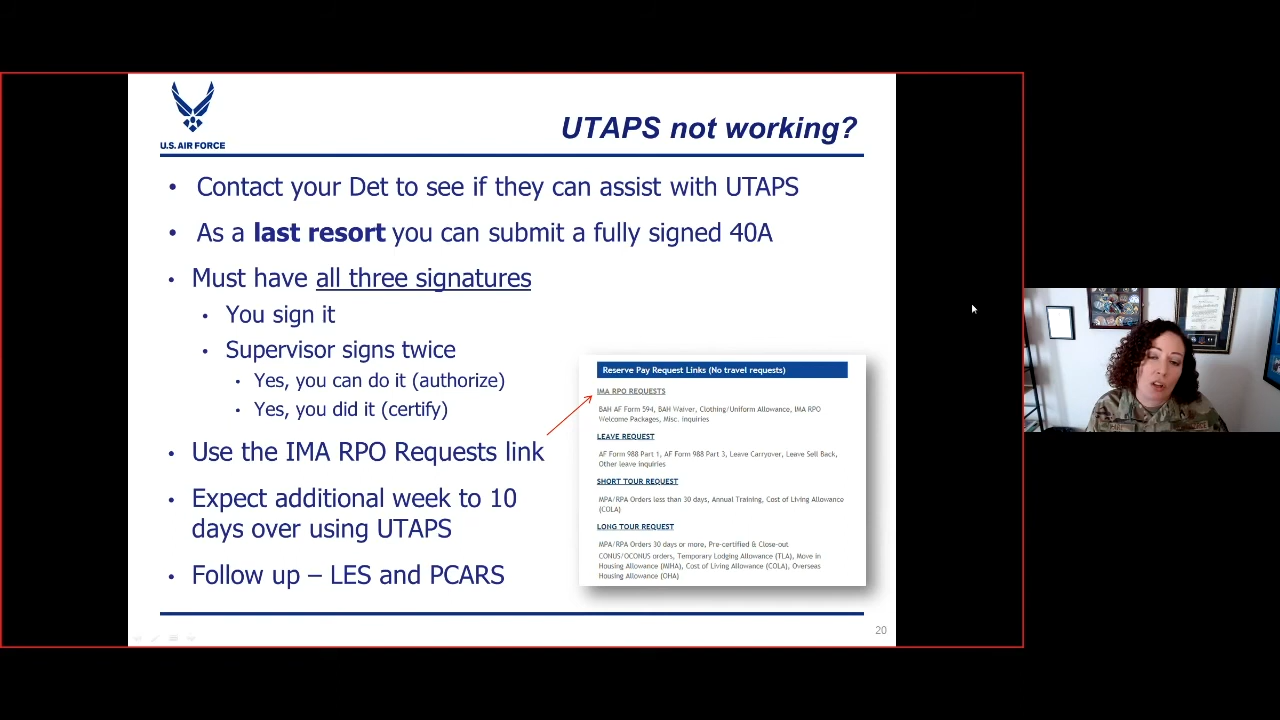 U.S. AIR FORCE
UTAPS not working?
• Contact your Det to see if they can assist with UTAPS
• As a last resort you can submit a fully signed 40A
• Must have all three signatures
• You sign it
• Supervisor signs twice
• Yes, you can do it (authorize)
• Yes, you did it (certify)
• Use the IMA RPO Requests link
• Expect additional week to 10
days over using UTAPS
• Follow up – LES and PCARS
Reserve Pay Request Links (No travel requests)
IMA RPO REQUESTS
BAH AF Form 594, BAH Waiver, Clothing/Uniform Allowance, IMA RPO
Welcome Packages, Misc. Inquiries
LEAVE REQUEST
AF Form 988 Part 1, AF Form 988 Part 3, Leave Carryover, Leave Sell Back,
Other leave inquiries
SHORT TOUR REQUEST
MPA/RPA Orders less than 30 days, Annual Training, Cost of Living Allowance
(COLA)
LONG TOUR REQUEST
MPA/RPA Orders 30 days or more, Pre-certified & Close-out
CONUS/OCONUS orders, Temporary Lodging Allowance (TLA), Move in
Housing Allowance (MIHA), Cost of Living Allowance (COLA), Overseas
Housing Allowance (OHA)
20